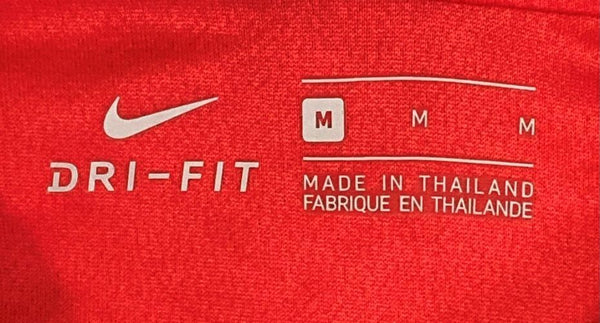 DRI-FIT
M M M
MADE IN THAILAND
FABRIQUE EN THAILANDE